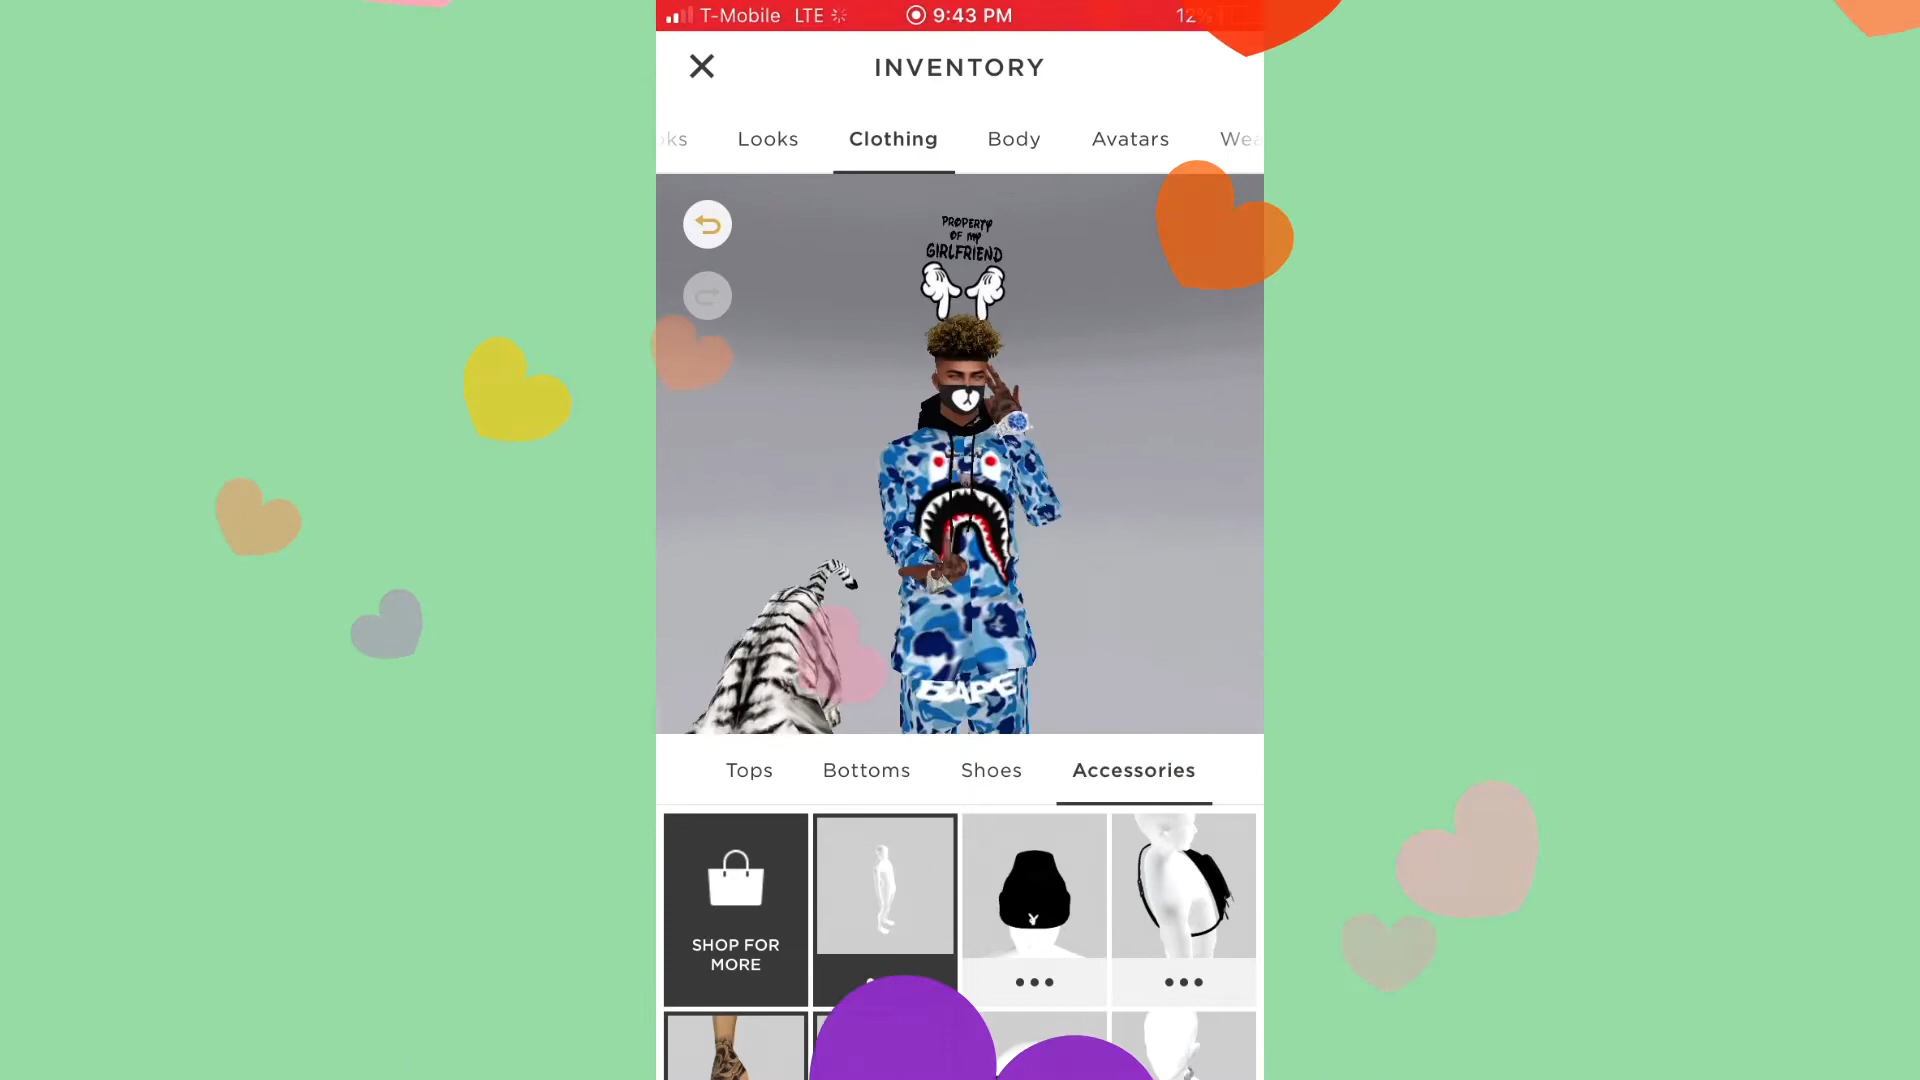 T-Mobile LTE 9:43 PM 12%
INVENTORY
Looks Clothing Body Avatars
PROPERTY
OF MY
GIRLFRIEND
BAPE
Tops Bottoms Shoes Accessories
SHOP FOR
MORE